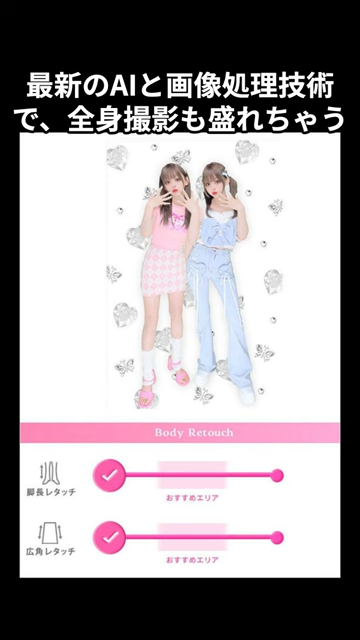 最新のAIと画像処理技術
で、全身撮影も盛れちゃう
Body Retouch
脚長レタッチ
おすすめエリア
広角レタッチ
おすすめエリア